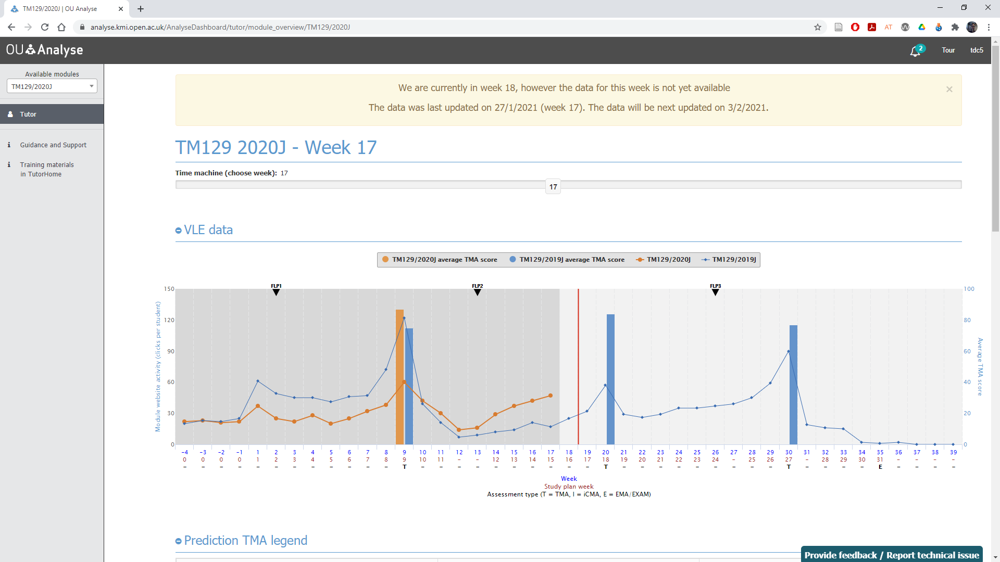 TM129/2020J | OU Analyse
analyse.kmi.open.ac.uk/AnalyseDashboard/tutor/module_overview/TM129/2020J
AT
OU Analyse
2
Tour
tdc5
Available modules
TM129/2020J
Tutor
Guidance and Support
Training materials
in TutorHome
We are currently in week 18, however the data for this week is not yet available
The data was last updated on 27/1/2021 (week 17). The data will be next updated on 3/2/2021.
TM129 2020J - Week 17
Time machine (choose week): 17
17
VLE data
TM129/2020J average TMA score TM129/2019J average TMA score TM129/2020J TM129/2019J
FLP1 FLP2 FLP3
150 100
120 80
90 60
60 40
30 20
0 0
Module website activity (clicks per student)
Average TMA score
-4 -3 -2 -1 1 2 3 4 5 6 7 8 9 10 11 12 13 14 15 16 17 18 19 20 21 22 23 24 25 26 27 28 29 30 31 32 33 34 35 36 37 38 39
0 0 0 0 1 2 3 4 5 6 7 8 9 10 11 - - 12 13 14 15 16 17 18 19 20 21 22 23 24 - 25 26 27 - 28 29 30 31 - - - -
- - - - - - - - - - - - T - - - - - - - - - - T - - - - - - - - - T - - - - E - - - -
Week
Study plan week
Assessment type (T = TMA, I = iCMA, E = EMA/EXAM)
Prediction TMA legend
Provide feedback / Report technical issue